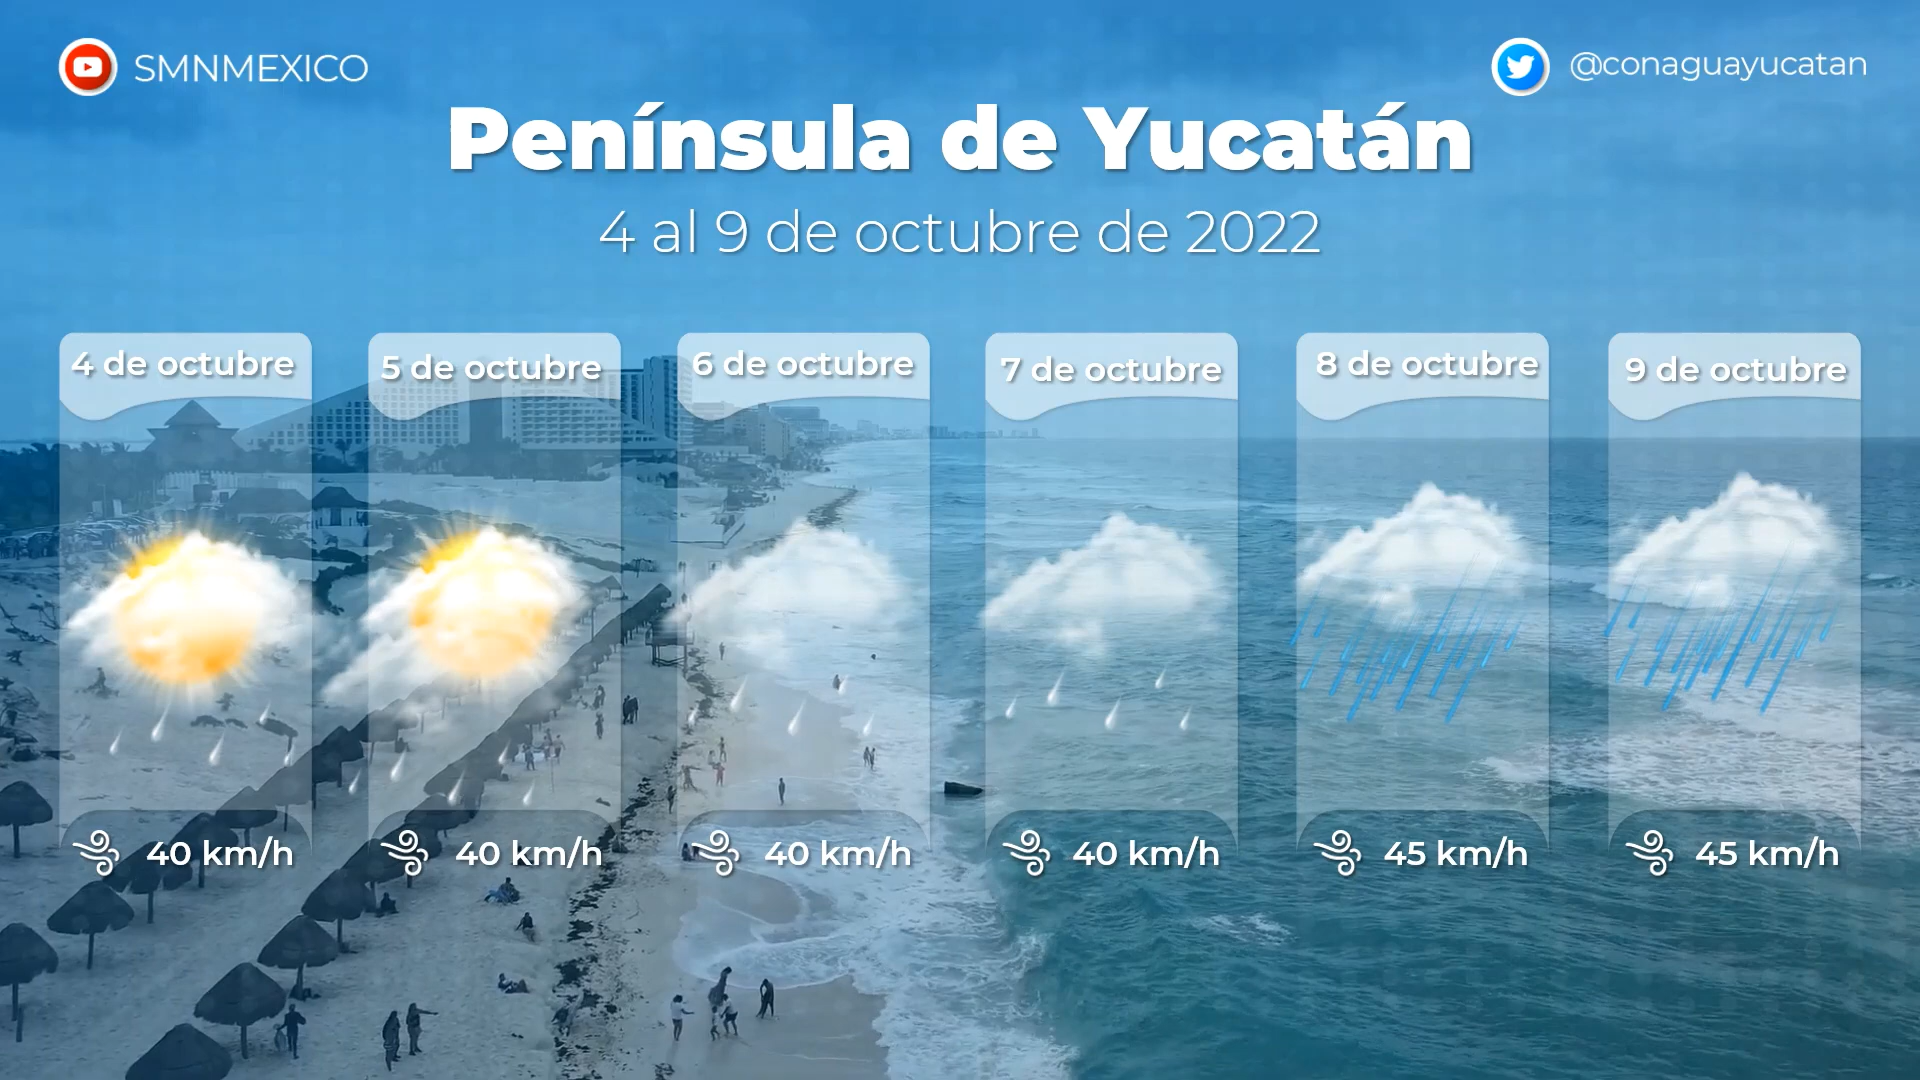 SMNMEXICO
@conaguayucatan
Península de Yucatán
4 al 9 de octubre de 2022
4 de octubre
5 de octubre
6 de octubre
7 de octubre
8 de octubre
9 de octubre
40 km/h
40 km/h
40 km/h
40 km/h
45 km/h
45 km/h